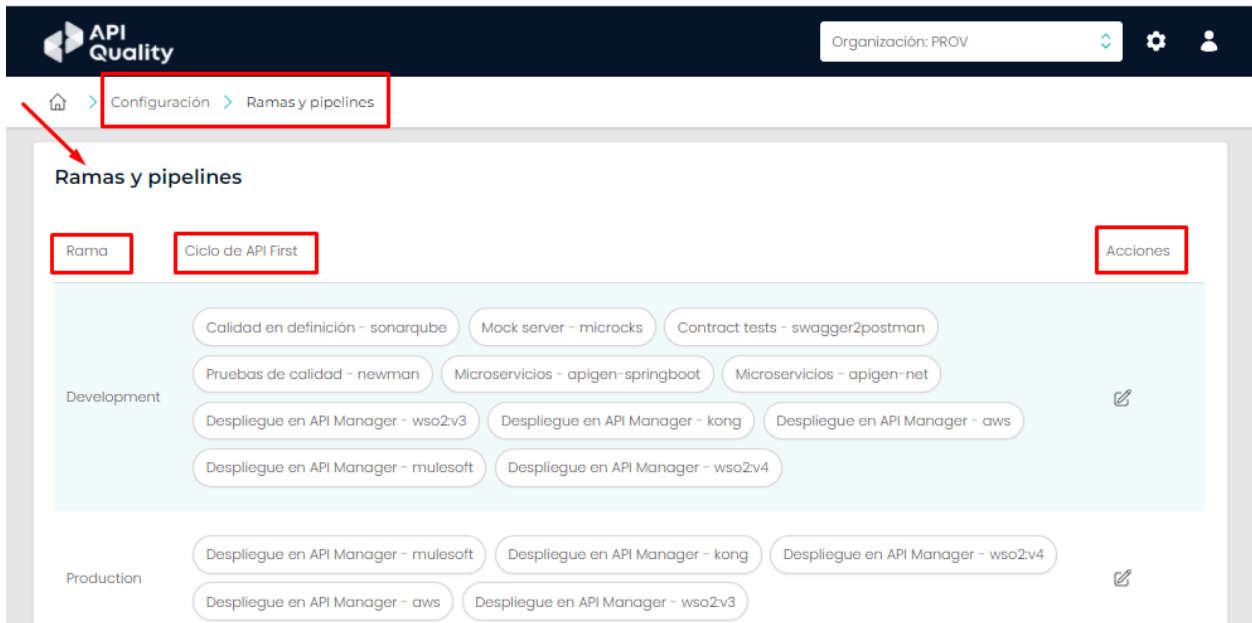 API
Quality
Organización: PROV
Configuración > Ramas y pipelines
Ramas y pipelines
Rama Ciclo de API First Acciones
Calidad en definición - sonarqube Mock server - microcks Contract tests - swagger2postman
Pruebas de calidad - newman Microservicios - apigen-springboot Microservicios - apigen-net
Development
Despliegue en API Manager - wso2:v3 Despliegue en API Manager - kong Despliegue en API Manager - aws
Despliegue en API Manager - mulesoft Despliegue en API Manager - wso2:v4
Despliegue en API Manager - mulesoft Despliegue en API Manager - kong Despliegue en API Manager - wso2:v4
Production
Despliegue en API Manager - aws Despliegue en API Manager - wso2:v3